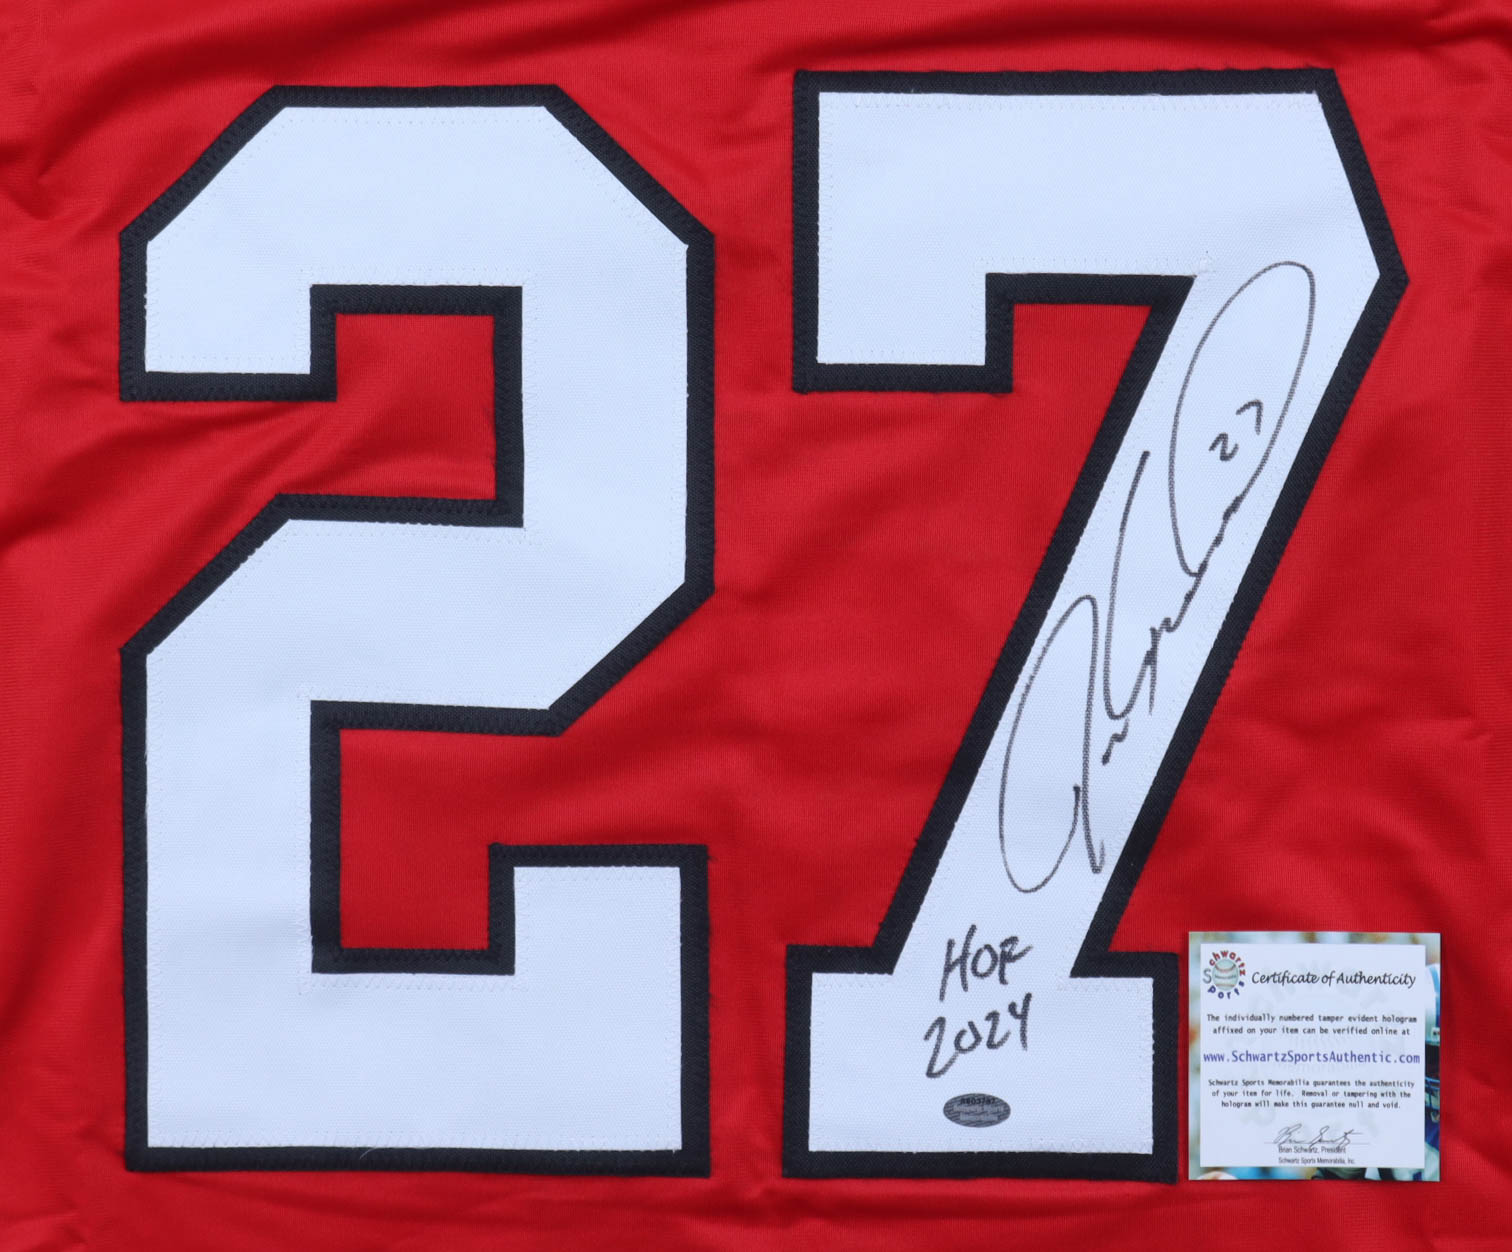 27
27
HOF
2024
Schwartz Sports
Certificate of Authenticity
The individually numbered tamper evident hologram
affixed on your item can be verified online at
www.SchwartzSportsAuthentic.com
Schwartz Sports Memorabilia guarantees the authenticity
of your item for life. Removal or tampering with the
hologram will make this guarantee null and void.
Brian Schwartz, President
Schwartz Sports Memorabilia, Inc.